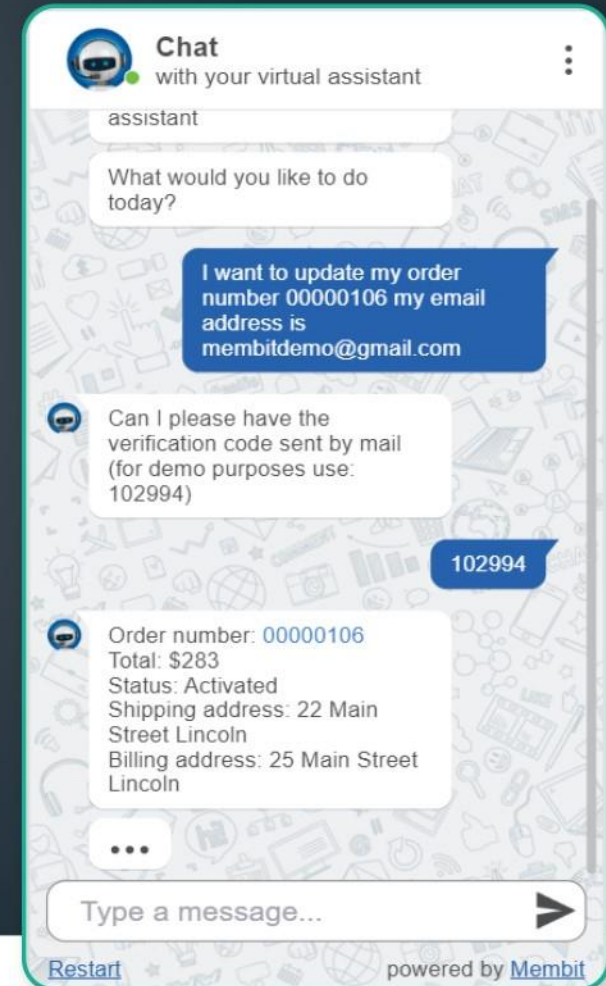 Chat
with your virtual assistant
assistant
What would you like to do
today?
I want to update my order
number 00000106 my email
address is
membitdemo@gmail.com
Can I please have the
verification code sent by mail
(for demo purposes use:
102994)
102994
Order number: 00000106
Total: $283
Status: Activated
Shipping address: 22 Main
Street Lincoln
Billing address: 25 Main Street
Lincoln
Type a message...
Restart
powered by Membit